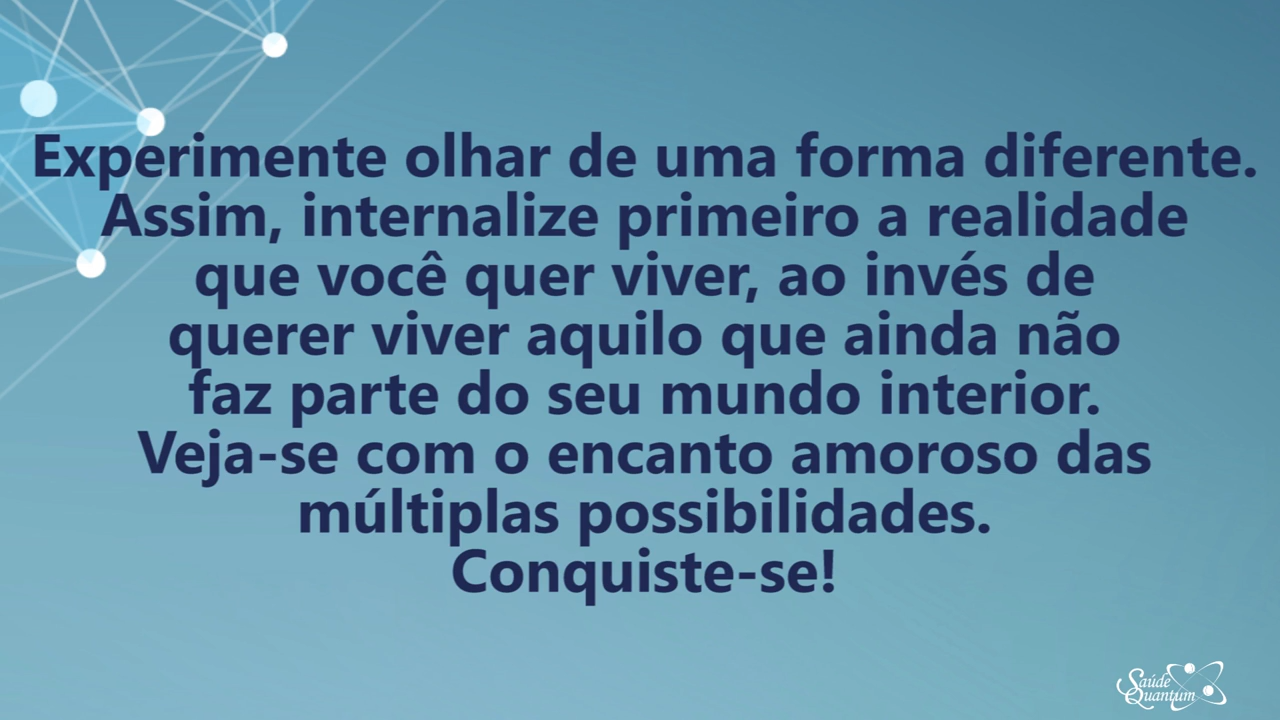 Experimente olhar de uma forma diferente.
Assim, internalize primeiro a realidade
que você quer viver, ao invés de
querer viver aquilo que ainda não
faz parte do seu mundo interior.
Veja-se com o encanto amoroso das
múltiplas possibilidades.
Conquiste-se!
Saúde
Quantum